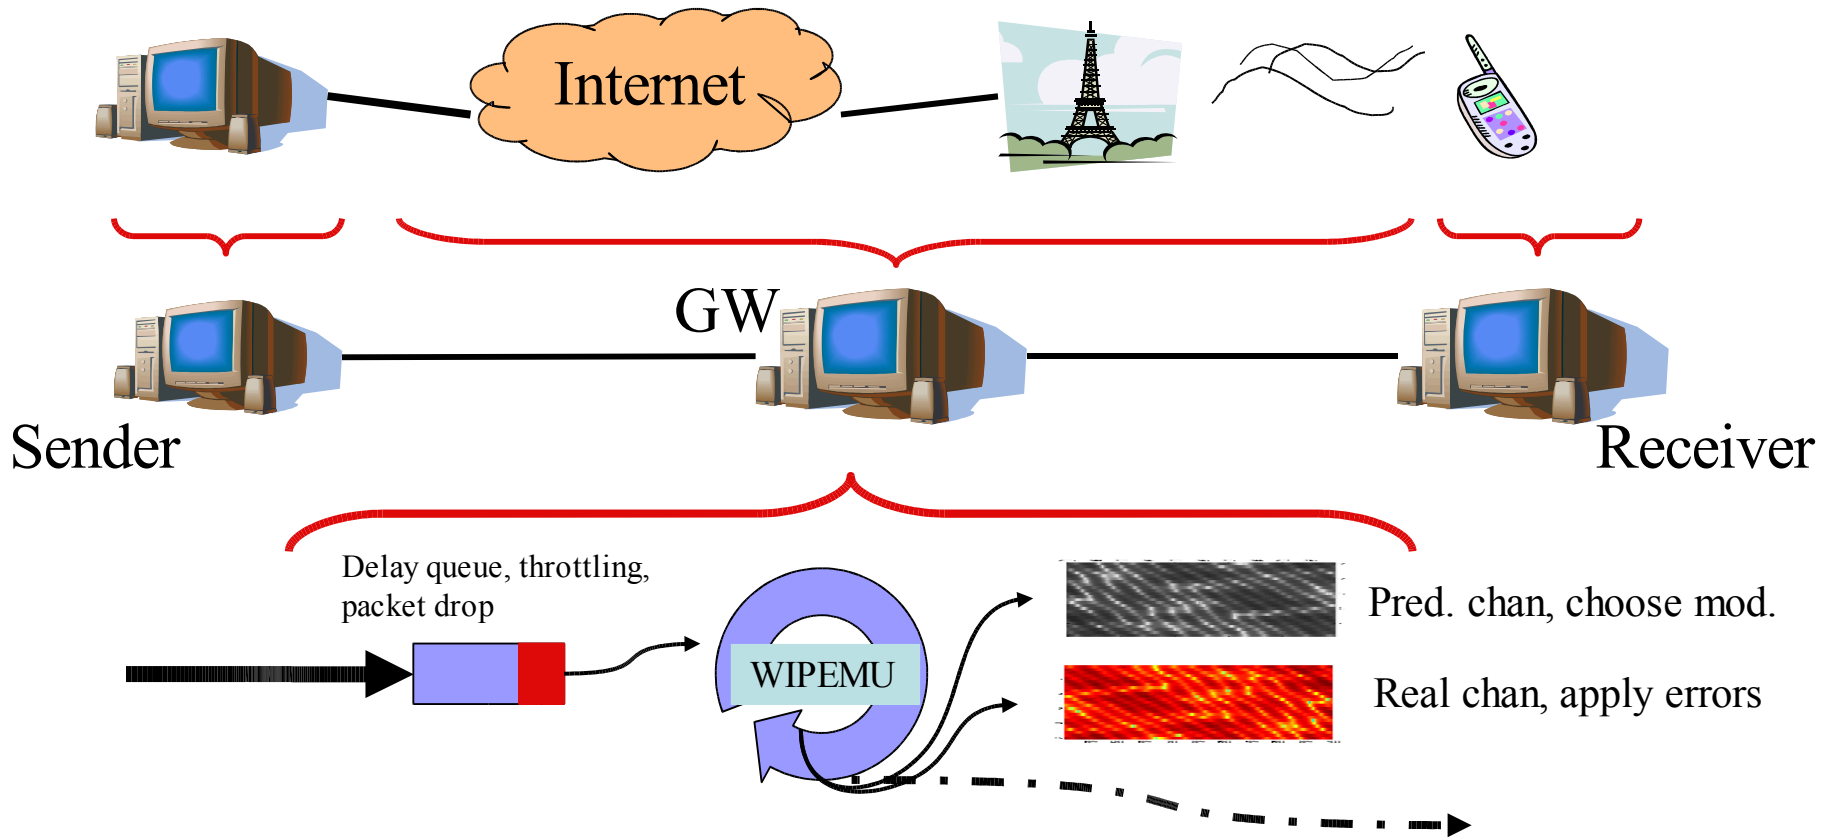 Internet
GW
Sender
Receiver
Delay queue, throttling,
packet drop
WIPEMU
Pred. chan, choose mod.
Real chan, apply errors